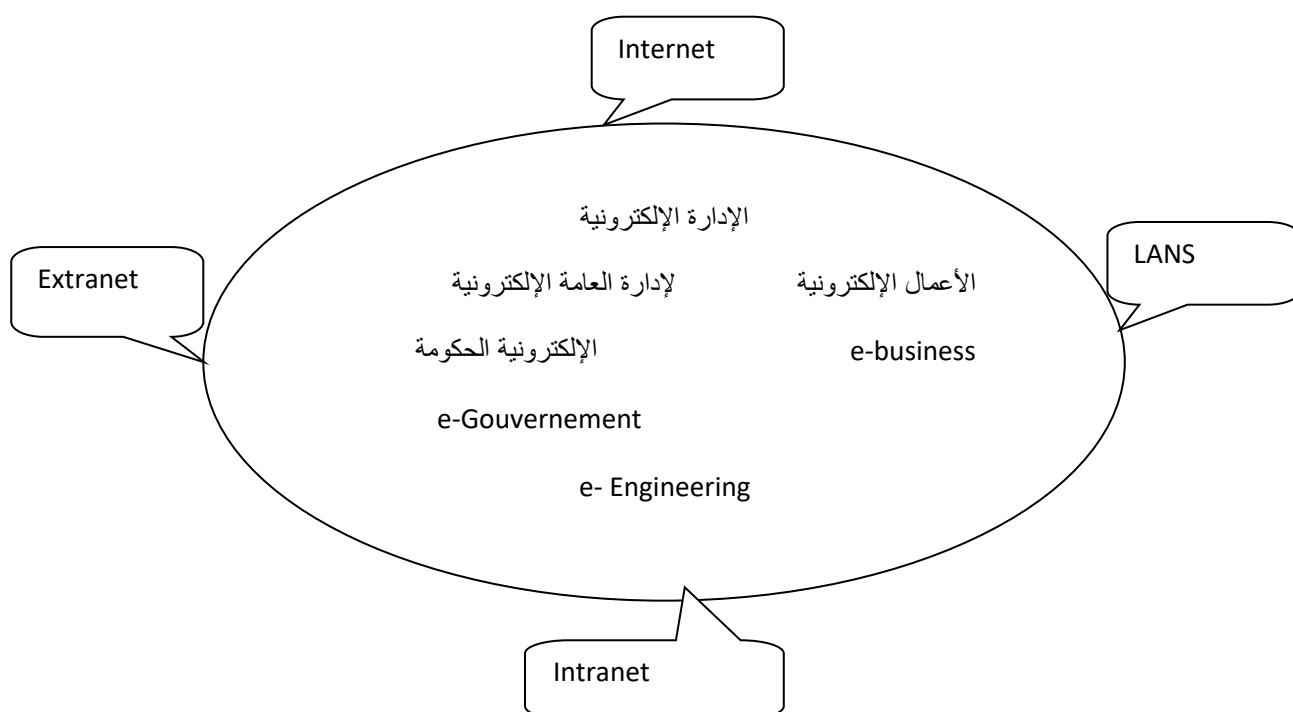 Internet
الإدارة الإلكترونية
Extranet
LANS
الأعمال الإلكترونية
لإدارة العامة الإلكترونية
الإلكترونية الحكومة
e-business
e-Gouvernement
e- Engineering
Intranet